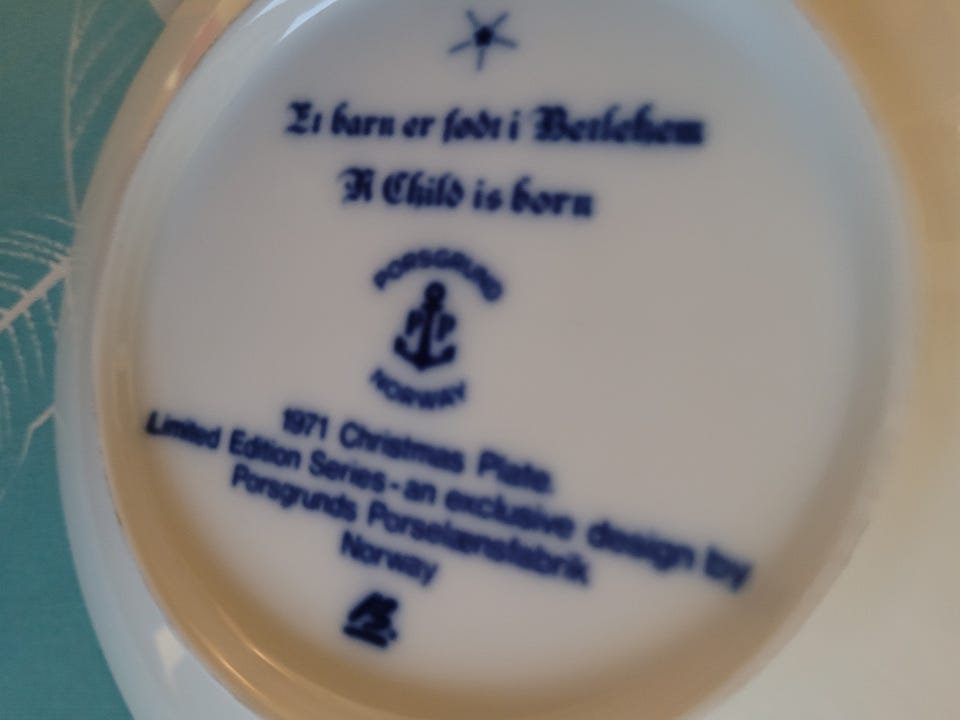 Et barn er født i Betlehem
A Child is born
PORSGRUND
PP
NORWAY
1971 Christmas Plate.
Limited Edition Series - an exclusive design by
Porsgrunds Porselænsfabrik
Norway